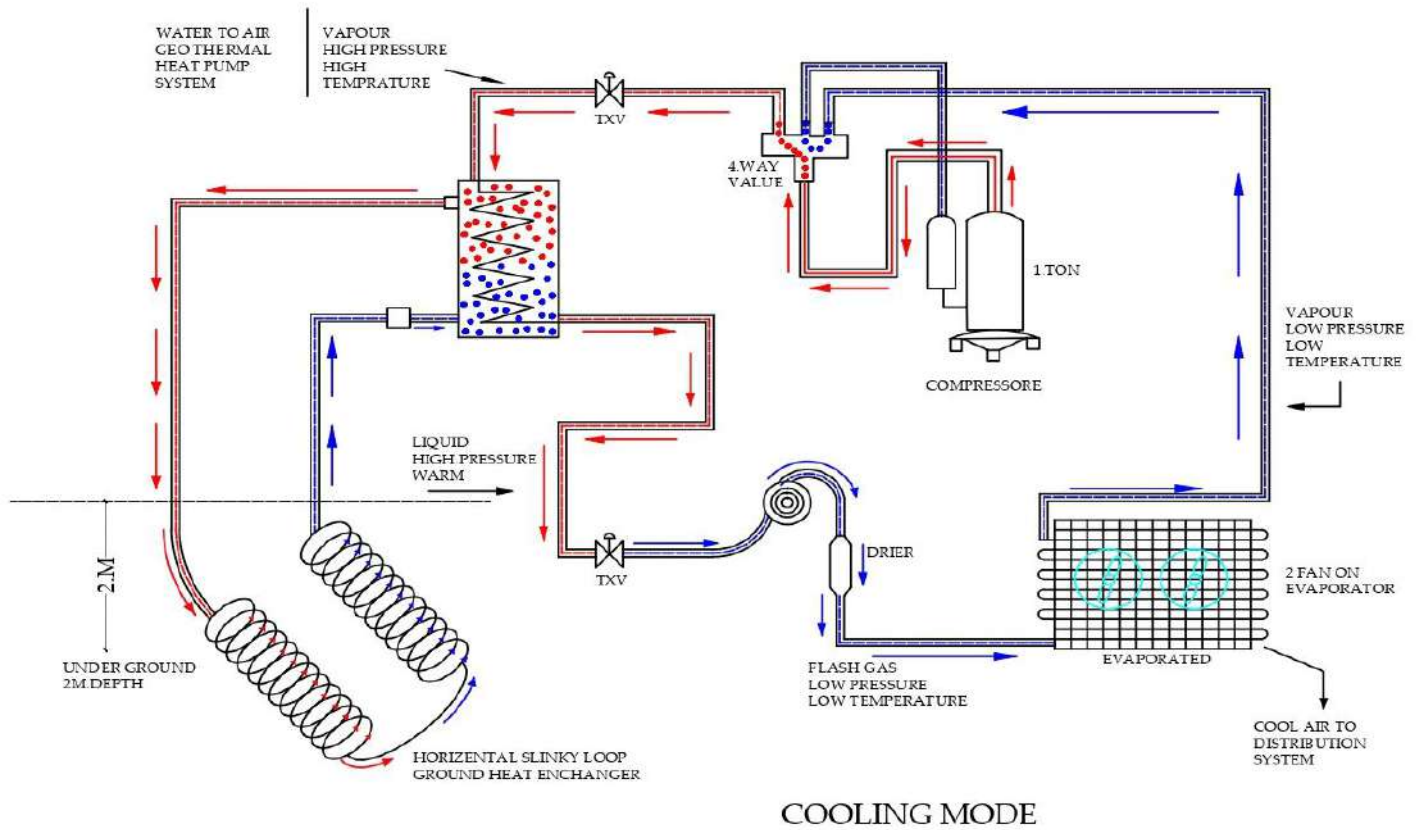 WATER TO AIR
GEO THERMAL
HEAT PUMP
SYSTEM
VAPOUR
HIGH PRESSURE
HIGH
TEMPRATURE
TXV
4.WAY
VALUE
1.TON
COMPRESSORE
VAPOUR
LOW PRESSURE
LOW
TEMPERATURE
LIQUID
HIGH PRESSURE
WARM
2.M
TXV
DRIER
2 FAN ON
EVAPORATOR
UNDER GROUND
2M.DEPTH
EVAPORATED
FLASH GAS
LOW PRESSURE
LOW TEMPERATURE
HORIZENTAL SLINKY LOOP
GROUND HEAT ENCHANGER
COOL AIR TO
DISTRIBUTION
SYSTEM
COOLING MODE